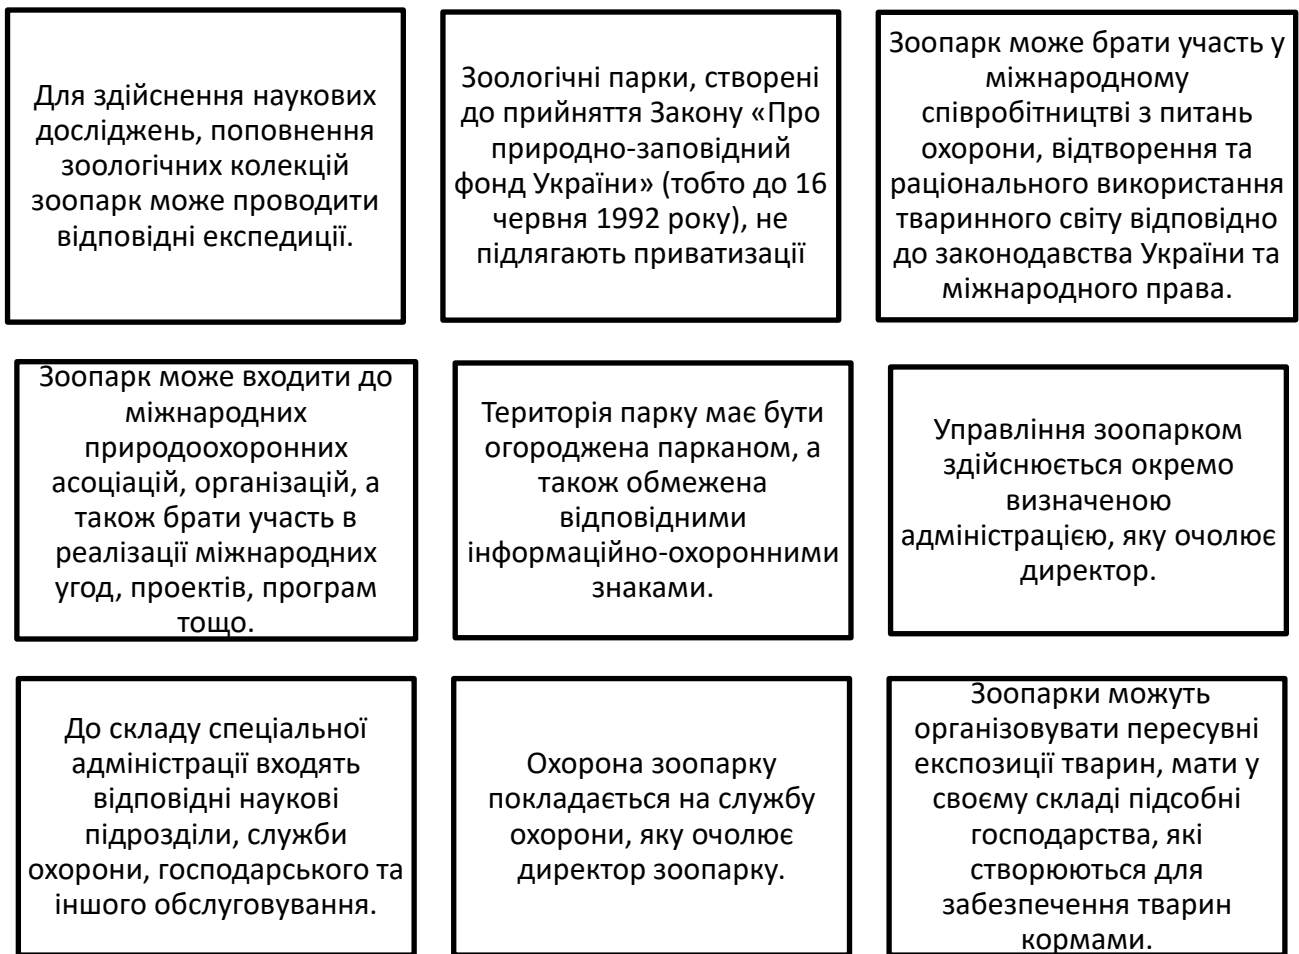 Для здійснення наукових
досліджень, поповнення
зоологічних колекцій
зоопарк може проводити
відповідні експедиції.
Зоологічні парки, створені
до прийняття Закону «Про
природно-заповідний
фонд України» (тобто до 16
червня 1992 року), не
підлягають приватизації
Зоопарк може брати участь у
міжнародному
співробітництві з питань
охорони, відтворення та
раціонального використання
тваринного світу відповідно
до законодавства України та
міжнародного права.
Зоопарк може входити до
міжнародних
природоохоронних
асоціацій, організацій, а
також брати участь в
реалізації міжнародних
угод, проектів, програм
тощо.
Територія парку має бути
огороджена парканом, а
також обмежена
відповідними
інформаційно-охоронними
знаками.
Управління зоопарком
здійснюється окремо
визначеною
адміністрацією, яку очолює
директор.
До складу спеціальної
адміністрації входять
відповідні наукові
підрозділи, служби
охорони, господарського та
іншого обслуговування.
Охорона зоопарку
покладається на службу
охорони, яку очолює
директор зоопарку.
Зоопарки можуть
організовувати пересувні
експозиції тварин, мати у
своєму складі підсобні
господарства, які
створюються для
забезпечення тварин
кормами.